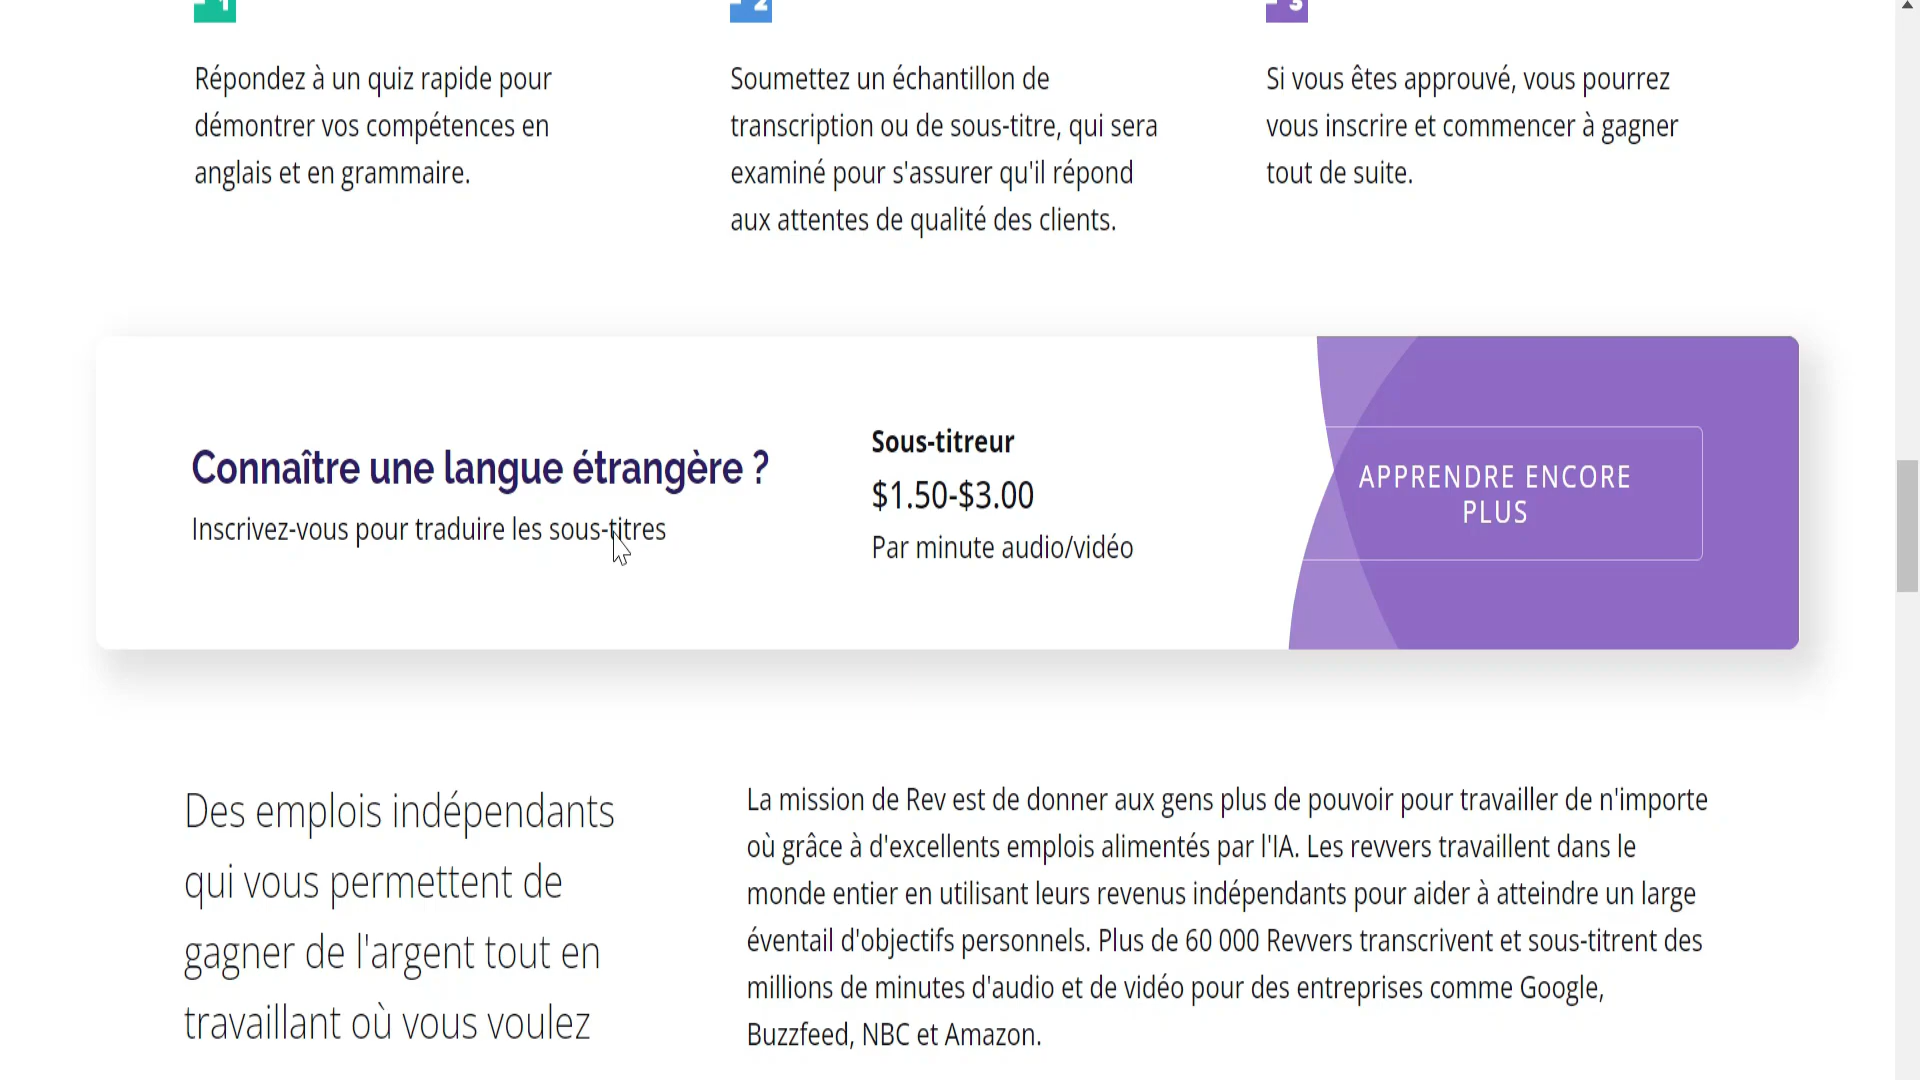 1
2
3
Répondez à un quiz rapide pour
démontrer vos compétences en
anglais et en grammaire.
Soumettez un échantillon de
transcription ou de sous-titre, qui sera
examiné pour s'assurer qu'il répond
aux attentes de qualité des clients.
Si vous êtes approuvé, vous pourrez
vous inscrire et commencer à gagner
tout de suite.
Connaître une langue étrangère ?
Inscrivez-vous pour traduire les sous-titres
Sous-titreur
$1.50-$3.00
Par minute audio/vidéo
APPRENDRE ENCORE
PLUS
Des emplois indépendants
qui vous permettent de
gagner de l'argent tout en
travaillant où vous voulez
La mission de Rev est de donner aux gens plus de pouvoir pour travailler de n'importe
où grâce à d'excellents emplois alimentés par l'IA. Les revvers travaillent dans le
monde entier en utilisant leurs revenus indépendants pour aider à atteindre un large
éventail d'objectifs personnels. Plus de 60 000 Revvers transcrivent et sous-titrent des
millions de minutes d'audio et de vidéo pour des entreprises comme Google,
Buzzfeed, NBC et Amazon.